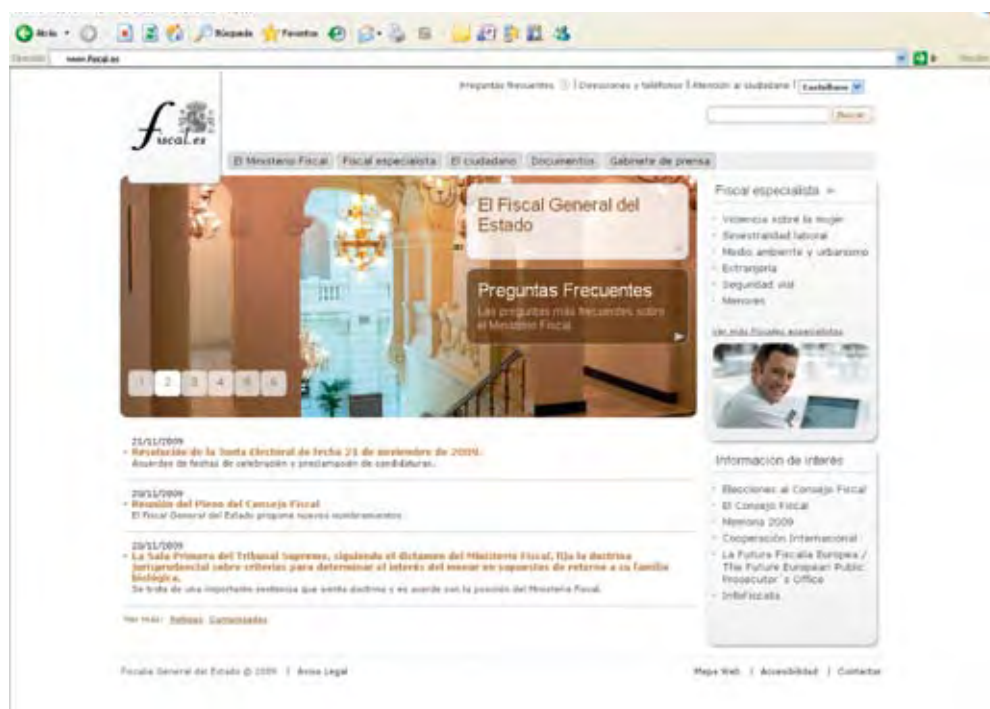 Atrás
Búsqueda
Favoritos
Dirección
www.fiscal.es
Preguntas frecuentes | Direcciones y teléfonos | Atención al ciudadano | Castellano
fiscal.es
Buscar
El Ministerio Fiscal Fiscal especialista El ciudadano Documentos Gabinete de prensa
El Fiscal General del
Estado
Preguntas Frecuentes
Las preguntas más frecuentes sobre
el Ministerio Fiscal
1 2 3 4 5 6
Fiscal especialista
Violencia sobre la mujer
Siniestralidad laboral
Medio ambiente y urbanismo
Extranjería
Seguridad vial
Menores
Ver más fiscales especialistas
21/11/2009
Resolución de la Junta Electoral de fecha 21 de noviembre de 2009.
Acuerdos de fechas de celebración y proclamación de candidaturas.
20/11/2009
Reunión del Pleno del Consejo Fiscal
El Fiscal General del Estado propone nuevos nombramientos
20/11/2009
La Sala Primera del Tribunal Supremo, siguiendo el dictamen del Ministerio Fiscal, fija la doctrina
jurisprudencial sobre criterios para determinar el interés del menor en supuestos de retorno a su familia
biológica.
Se trata de una importante sentencia que sienta doctrina y es acorde con la posición del Ministerio Fiscal.
Ver más: Noticias Comunicados
Información de interés
Elecciones al Consejo Fiscal
El Consejo Fiscal
Memoria 2009
Cooperación Internacional
La Futura Fiscalía Europea /
The Future European Public
Prosecutor´s Office
InfoFiscalía
Fiscalía General del Estado © 2009 | Aviso Legal
Mapa Web | Accesibilidad | Contactar